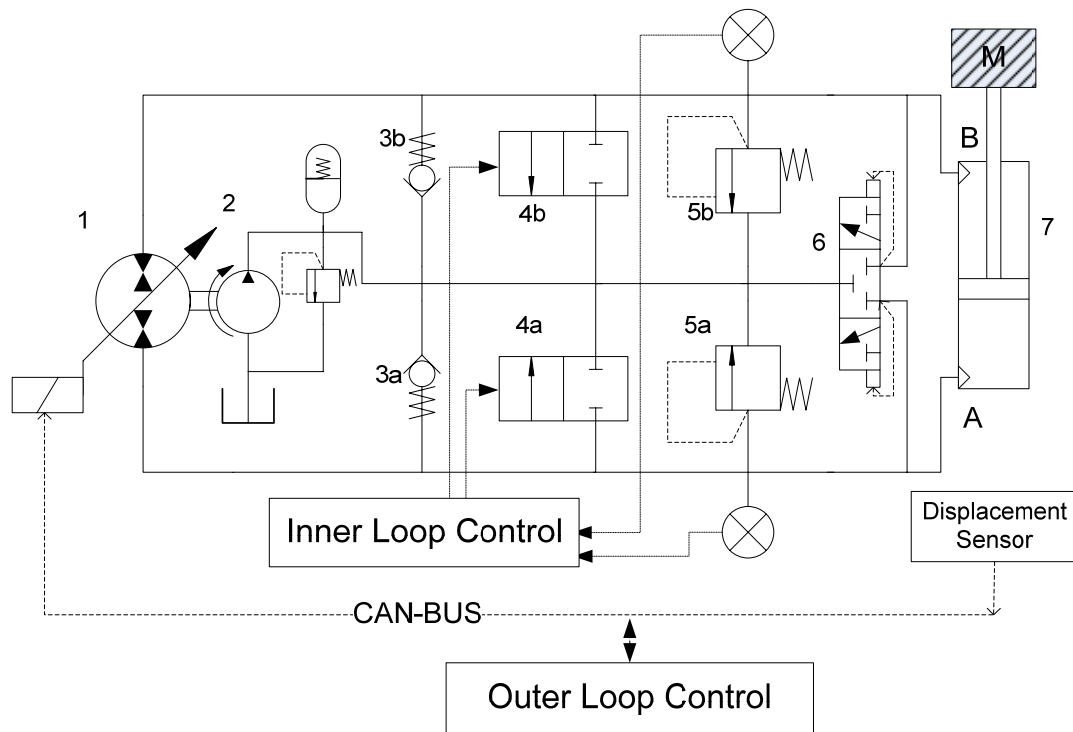 M
3b
B
1
2
4b
5b
6
7
4a
5a
3a
A
Inner Loop Control
Displacement
Sensor
CAN-BUS
Outer Loop Control